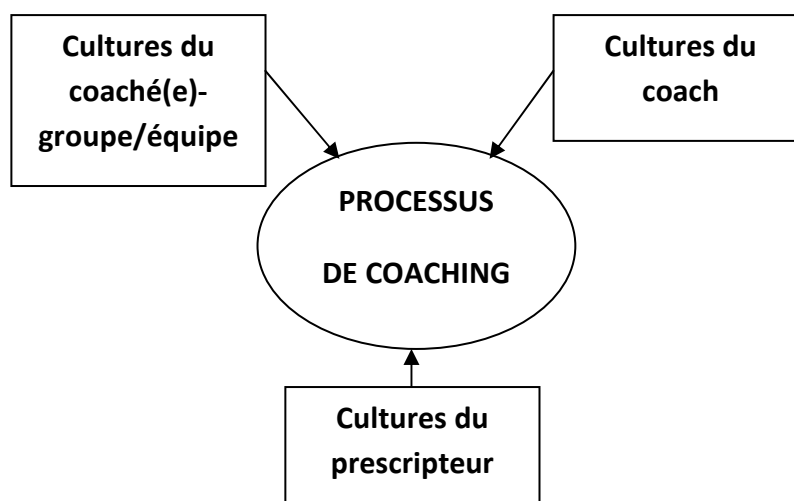 Cultures du
coaché(e)-
groupe/équipe
Cultures du
coach
PROCESSUS
DE COACHING
Cultures du
prescripteur